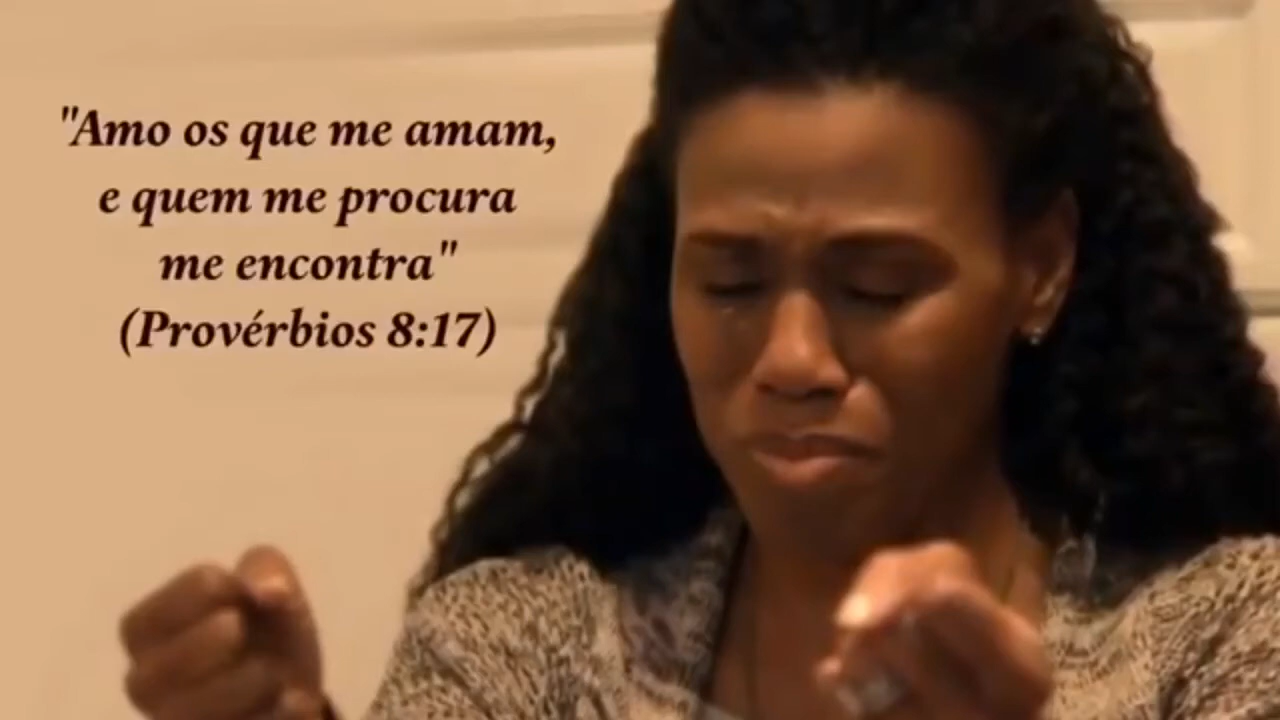 "Amo os que me amam,
e quem me procura
me encontra"
(Provérbios 8:17)